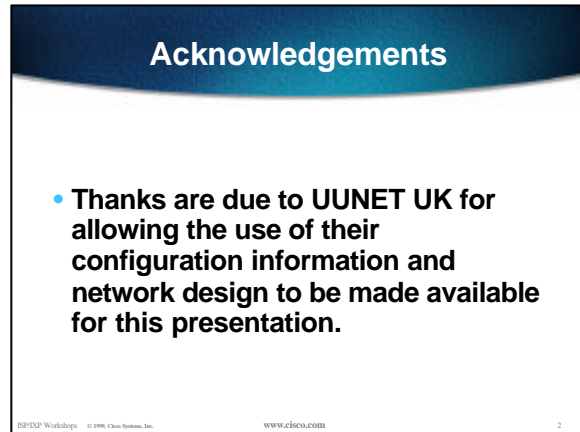 Acknowledgements
• Thanks are due to UUNET UK for
allowing the use of their
configuration information and
network design to be made available
for this presentation.
ISP/IXP Workshops © 1999, Cisco Systems, Inc. www.cisco.com 2